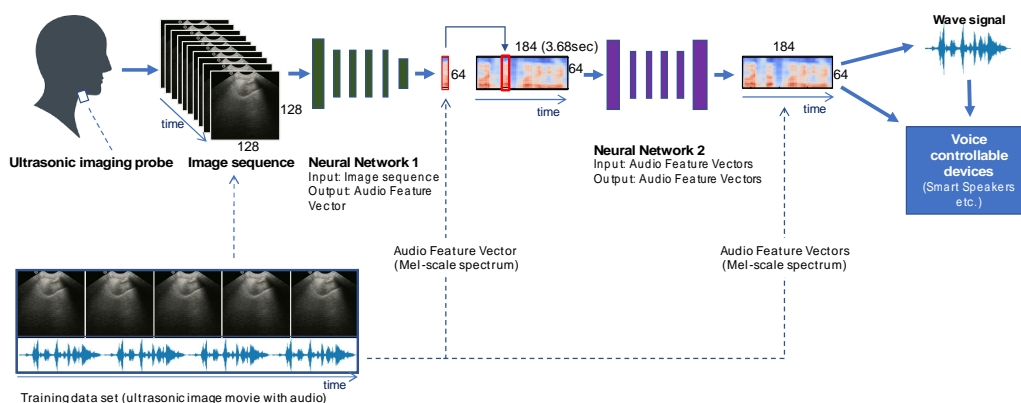 Ultrasonic imaging probe
time
128
128
Image sequence
Neural Network 1
Input: Image sequence
Output: Audio Feature
Vector
64
184 (3.68sec)
64
time
Neural Network 2
Input: Audio Feature Vectors
Output: Audio Feature Vectors
184
64
time
Wave signal
Voice
controllable
devices
(Smart Speakers
etc.)
Audio Feature Vector
(Mel-scale spectrum)
Audio Feature Vectors
(Mel-scale spectrum)
time
Training data set (ultrasonic image movie with audio)